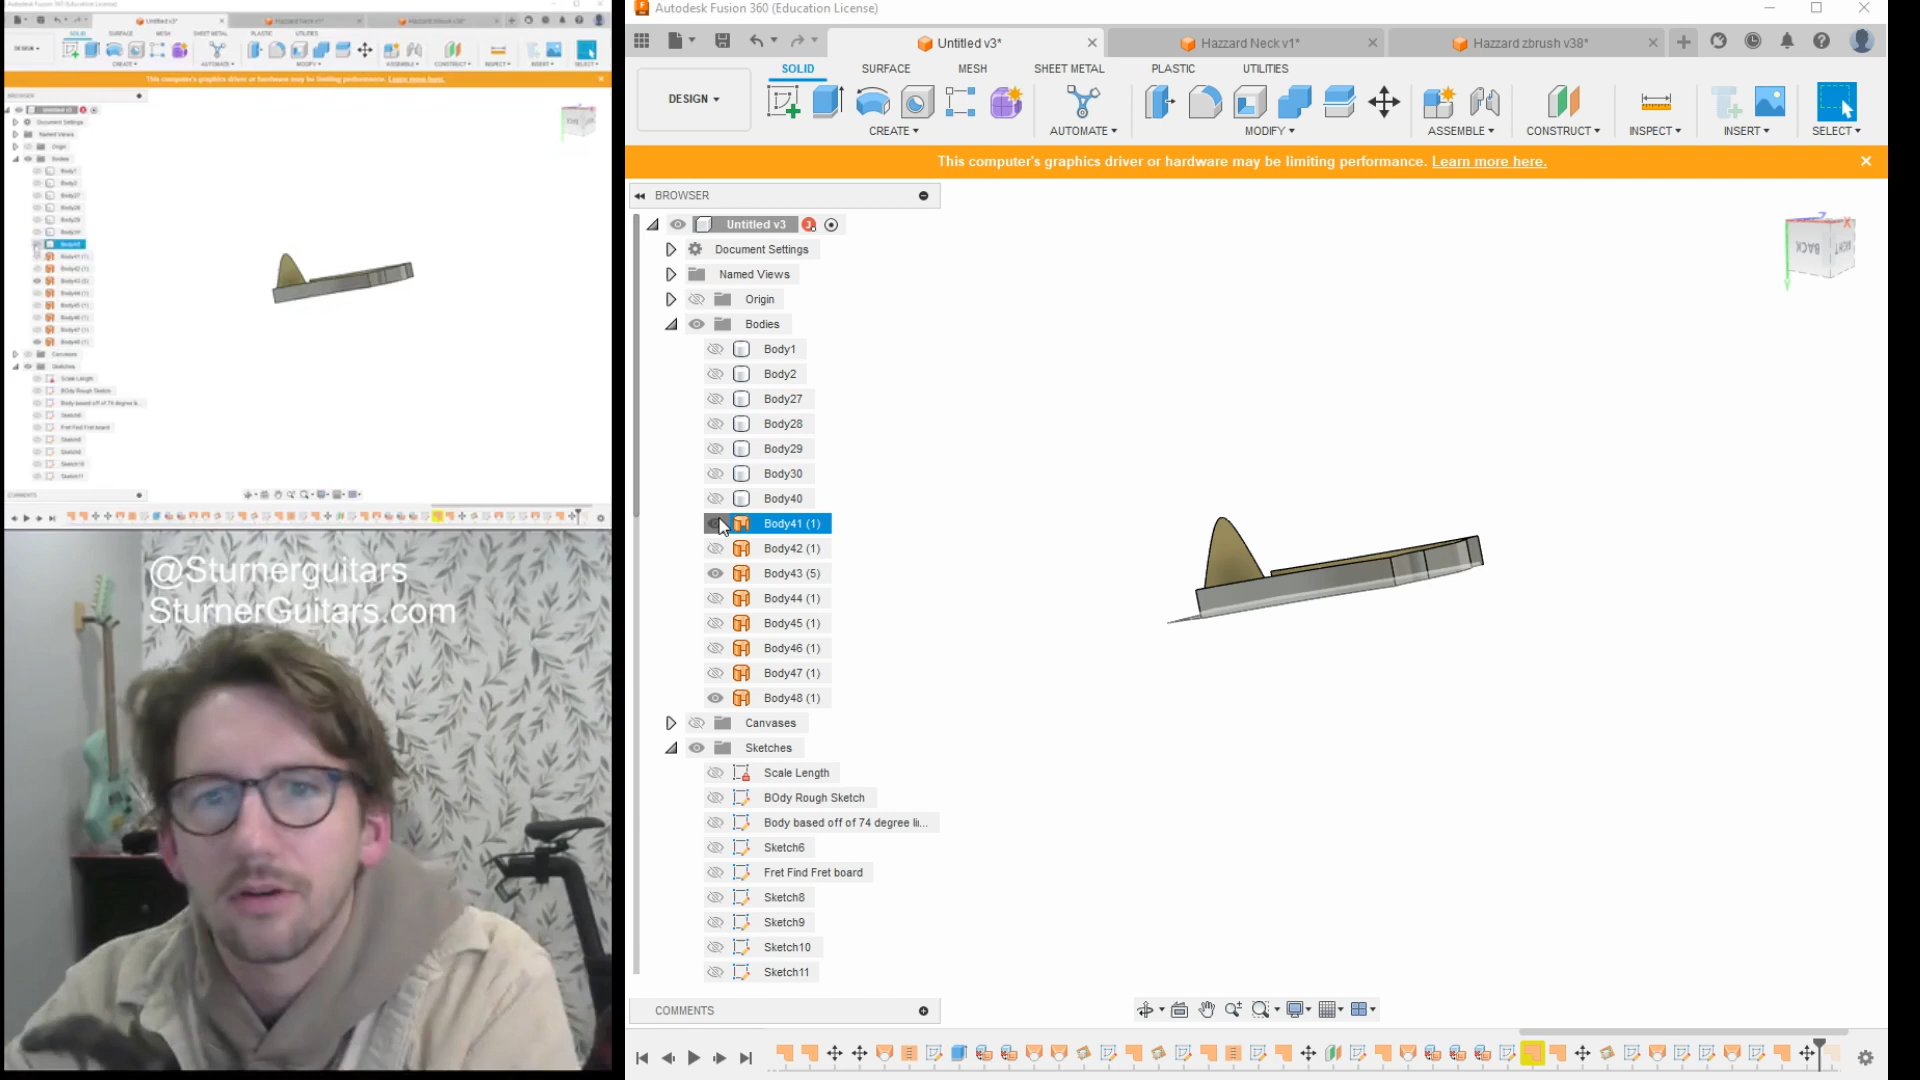 Autodesk Fusion 360 (Education License)
Untitled v3*
Hazzard Neck v1*
Hazzard zbrush v38*
SOLID
SURFACE
MESH
SHEET METAL
PLASTIC
UTILITIES
DESIGN
CREATE
AUTOMATE
MODIFY
ASSEMBLE
CONSTRUCT
INSPECT
INSERT
SELECT
This computer's graphics driver or hardware may be limiting performance. Learn more here.
BROWSER
Untitled v3
Document Settings
Named Views
Origin
Bodies
Body1
Body2
Body27
Body28
Body29
Body30
Body40
Body41 (1)
Body42 (1)
Body43 (5)
Body44 (1)
Body45 (1)
Body46 (1)
Body47 (1)
Body48 (1)
Canvases
Sketches
Scale Length
BOdy Rough Sketch
Body based off of 74 degree li...
Sketch6
Fret Find Fret board
Sketch8
Sketch9
Sketch10
Sketch11
COMMENTS
BACK
RIGHT
X
Z
@Sturnerguitars
SturnerGuitars.com